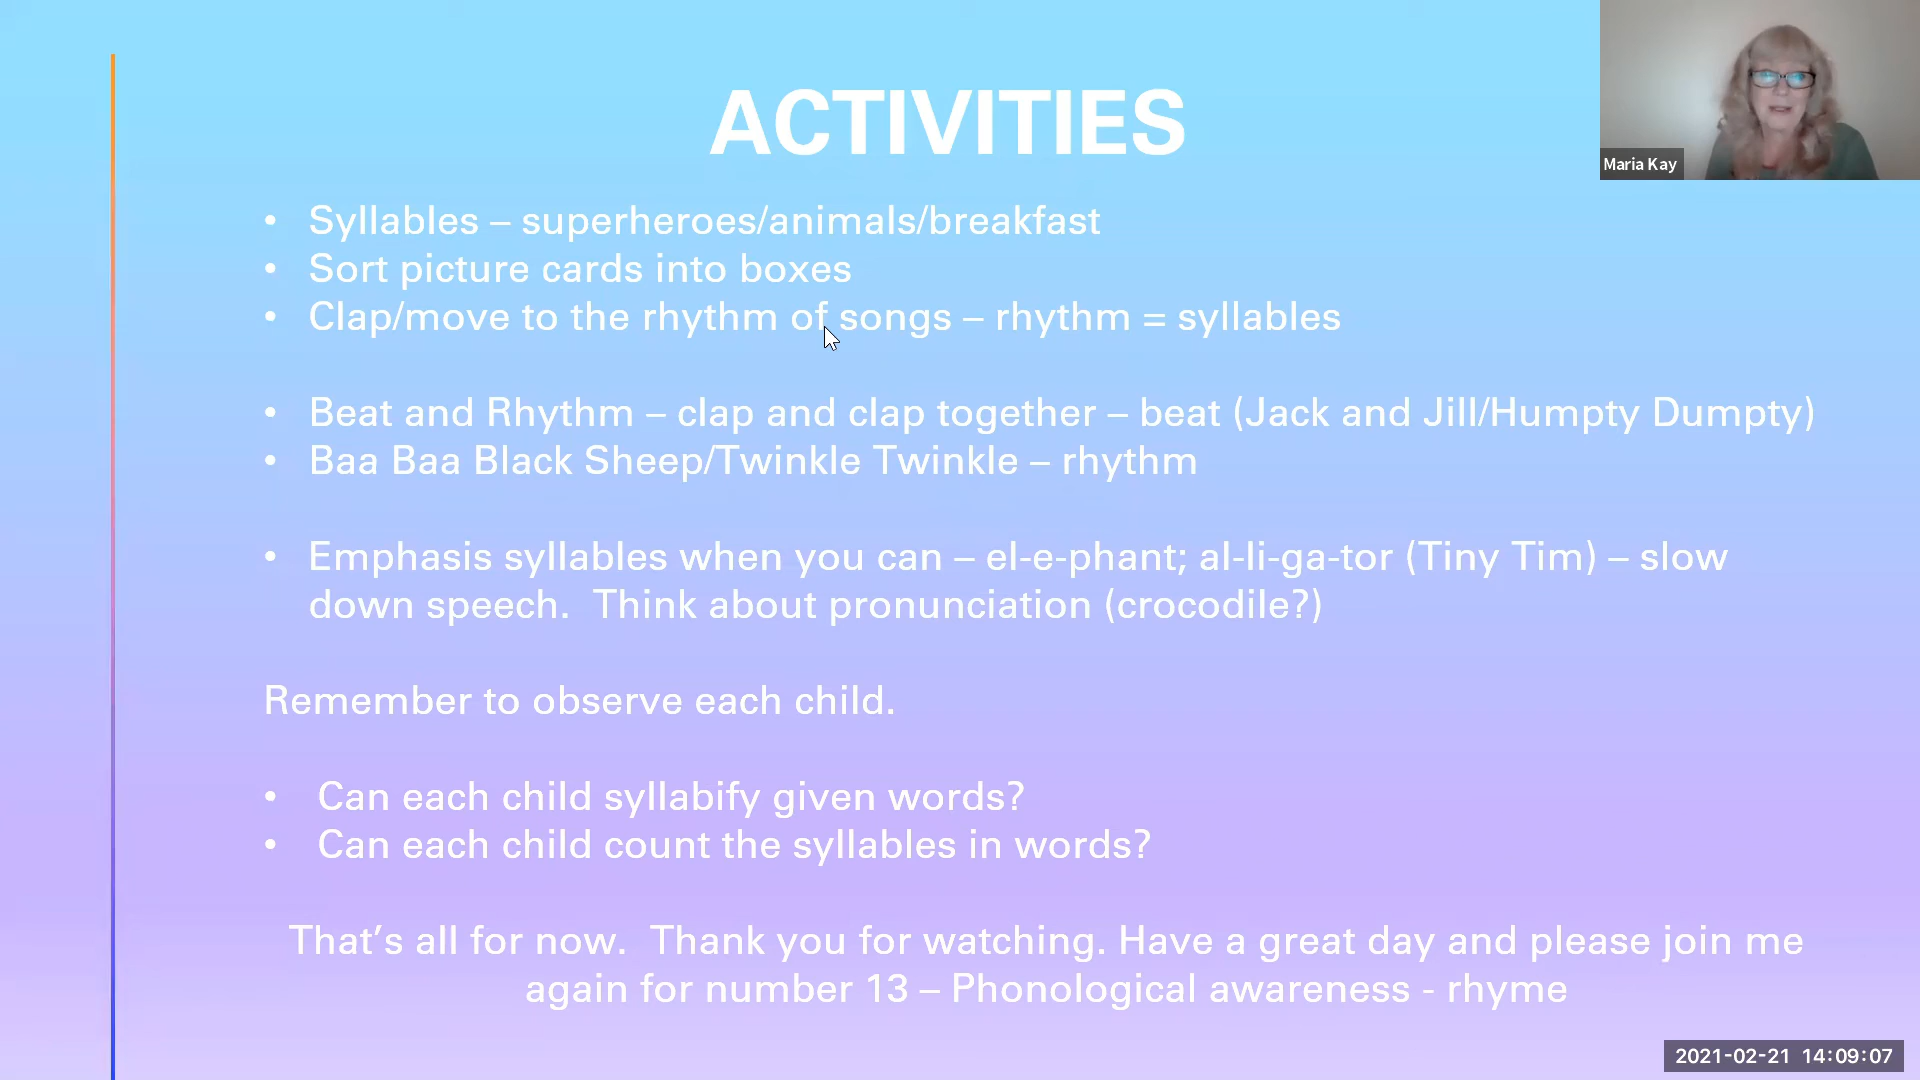 ACTIVITIES
Maria Kay
• Syllables – superheroes/animals/breakfast
• Sort picture cards into boxes
• Clap/move to the rhythm of songs – rhythm = syllables
• Beat and Rhythm – clap and clap together – beat (Jack and Jill/Humpty Dumpty)
• Baa Baa Black Sheep/Twinkle Twinkle – rhythm
• Emphasis syllables when you can – el-e-phant; al-li-ga-tor (Tiny Tim) – slow
down speech.  Think about pronunciation (crocodile?)
Remember to observe each child.
• Can each child syllabify given words?
• Can each child count the syllables in words?
That’s all for now.  Thank you for watching. Have a great day and please join me
again for number 13 – Phonological awareness - rhyme
2021-02-21 14:09:07